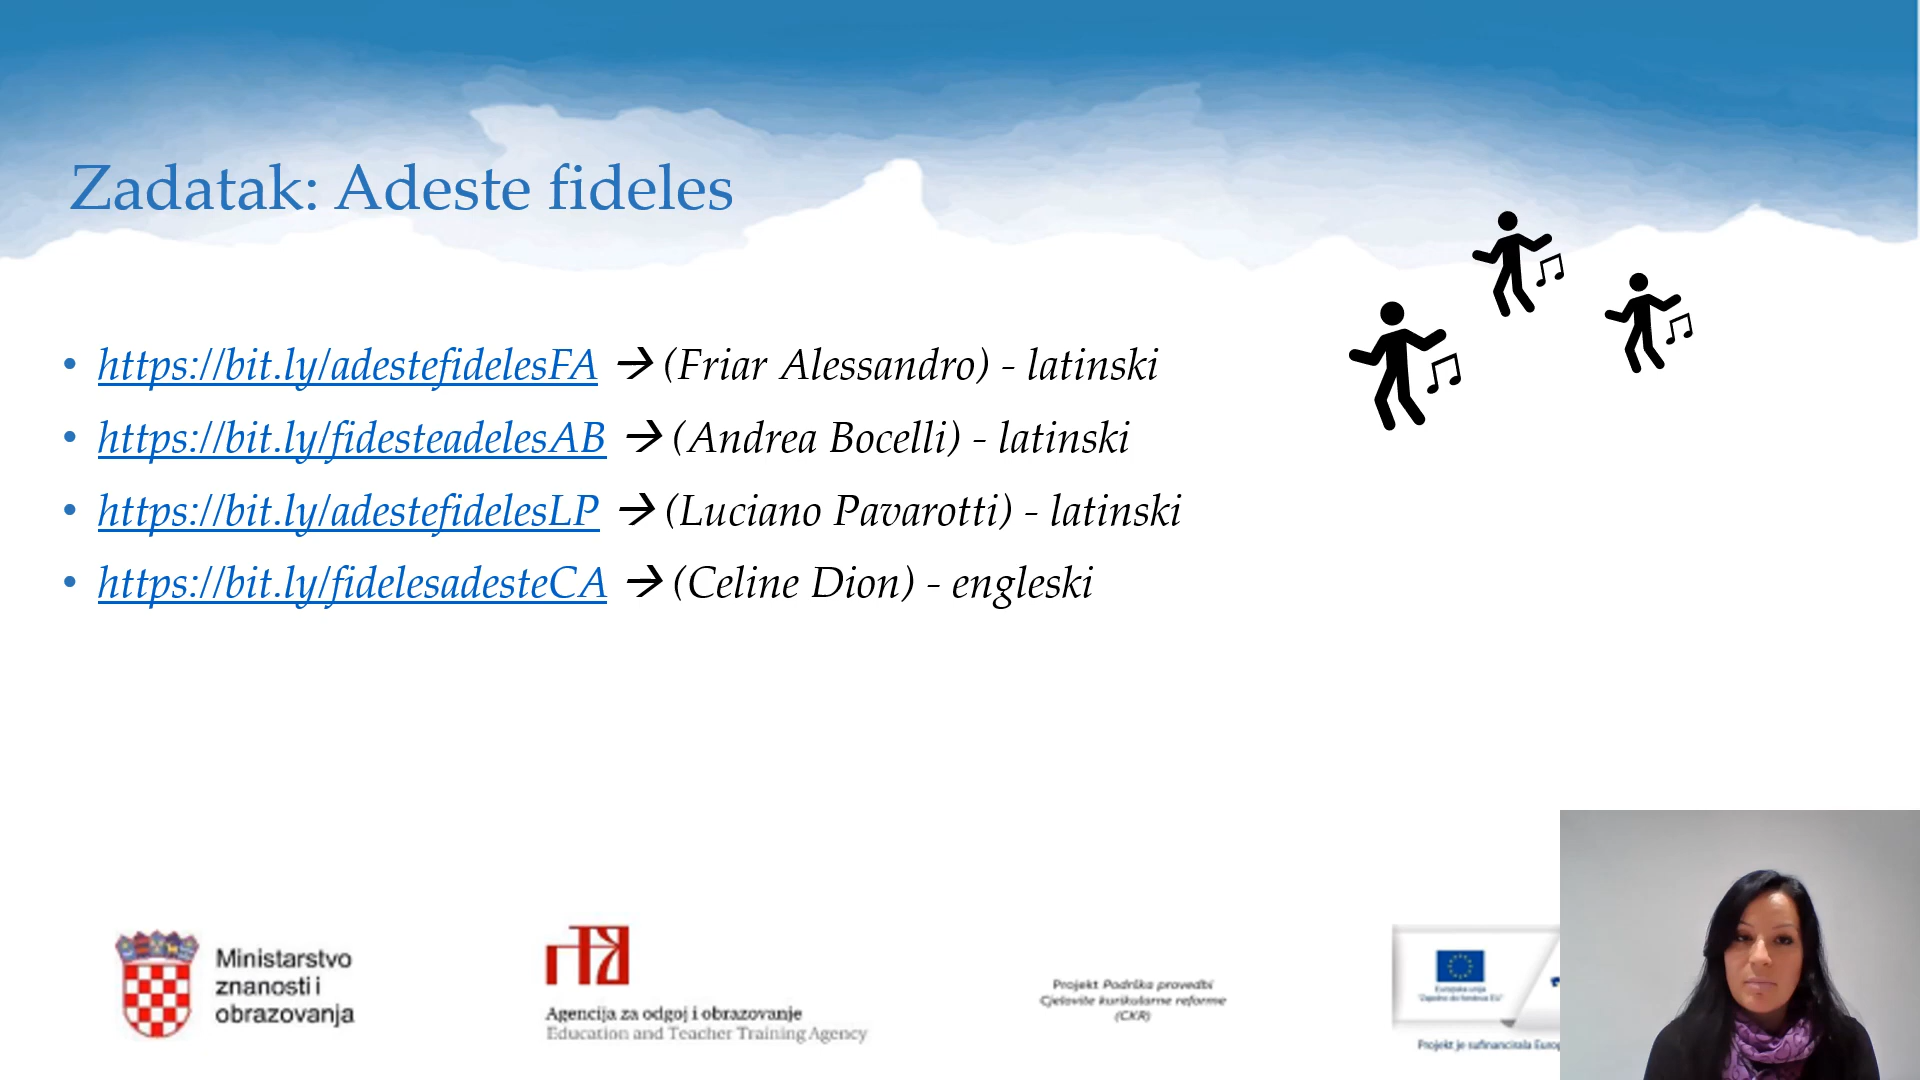 Zadatak: Adeste fideles
• https://bit.ly/adestefidelesFA → (Friar Alessandro) - latinski
• https://bit.ly/fidesteadelesAB → (Andrea Bocelli) - latinski
• https://bit.ly/adestefidelesLP → (Luciano Pavarotti) - latinski
• https://bit.ly/fidelesadesteCA → (Celine Dion) - engleski
Ministarstvo
znanosti i
obrazovanja
Agencija za odgoj i obrazovanje
Education and Teacher Training Agency
Projekt Podrška provedbi
Cjelovite kurikularne reforme
(CKR)
Europska unija
"Zajedno do fondova EU"
Projekt je sufinancirala Europ